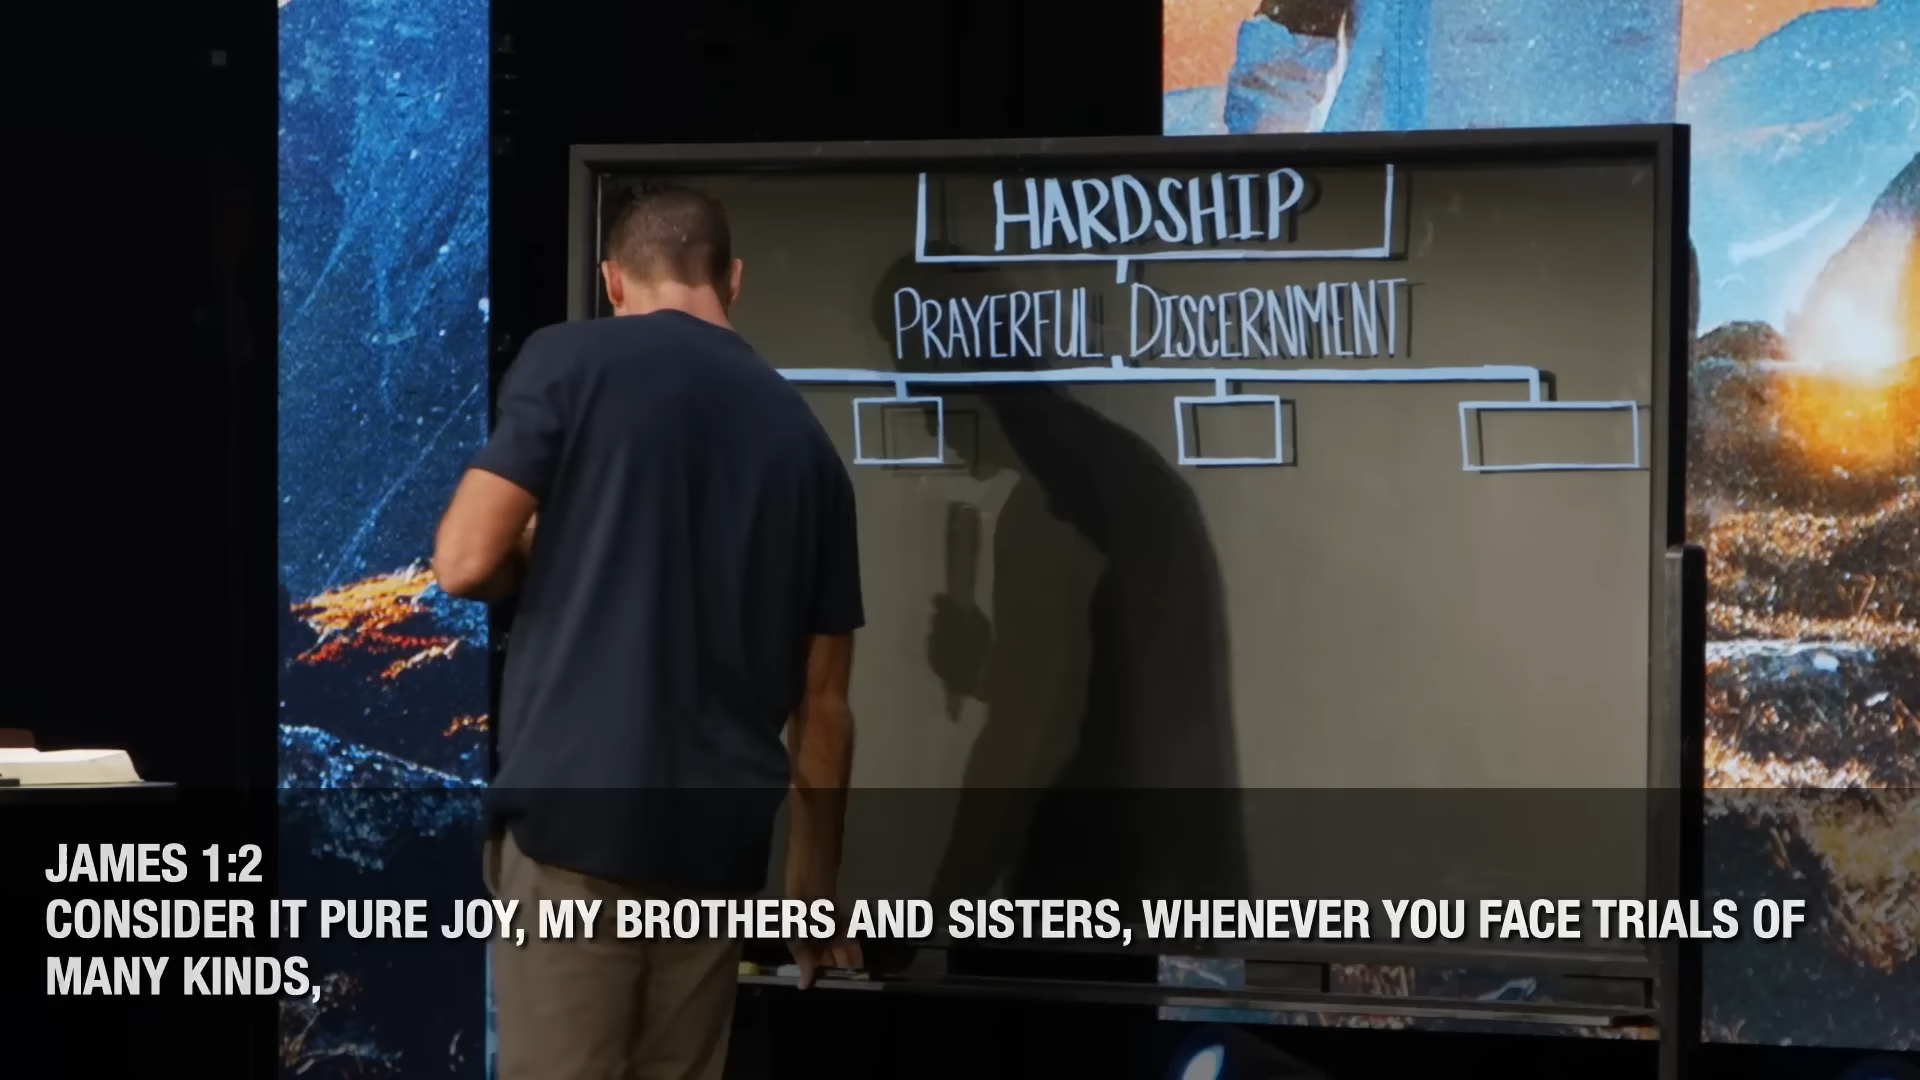 HARDSHIP
PRAYERFUL DISCERNMENT
JAMES 1:2
CONSIDER IT PURE JOY, MY BROTHERS AND SISTERS, WHENEVER YOU FACE TRIALS OF
MANY KINDS,